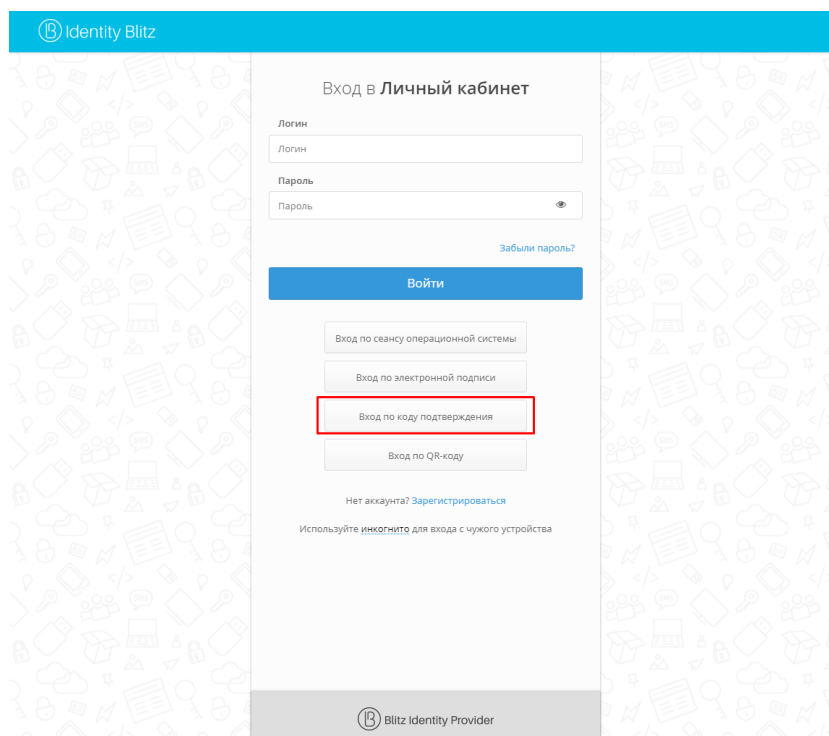 Identity Blitz
Вход в Личный кабинет
Логин
Логин
Пароль
Пароль
Забыли пароль?
Войти
Вход по сеансу операционной системы
Вход по электронной подписи
Вход по коду подтверждения
Вход по QR-коду
Нет аккаунта? Зарегистрироваться
Используйте инкогнито для входа с чужого устройства
Blitz Identity Provider